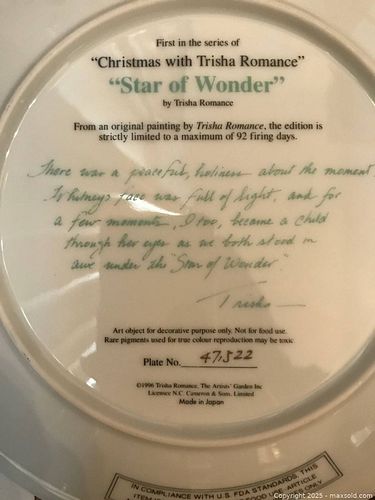 First in the series of
"Christmas with Trisha Romance"
"Star of Wonder"
by Trisha Romance
From an original painting by Trisha Romance, the edition is
strictly limited to a maximum of 92 firing days.
There was a peaceful, holiness about the moment
Whitney's face was full of light, and for
a few moments, I too, became a child
through her eyes as we both stood in
awe under the "Star of Wonder".
Trisha
Art object for decorative purpose only. Not for food use.
Rare pigments used for true colour reproduction may be toxic
Plate No. 47,522
©1996 Trisha Romance, The Artists' Garden Inc
Licensee N.C. Cameron & Sons. Limited
Made in Japan
IN COMPLIANCE WITH U.S. FDA STANDARDS, THIS
Copyright 2025 - maxsold.com